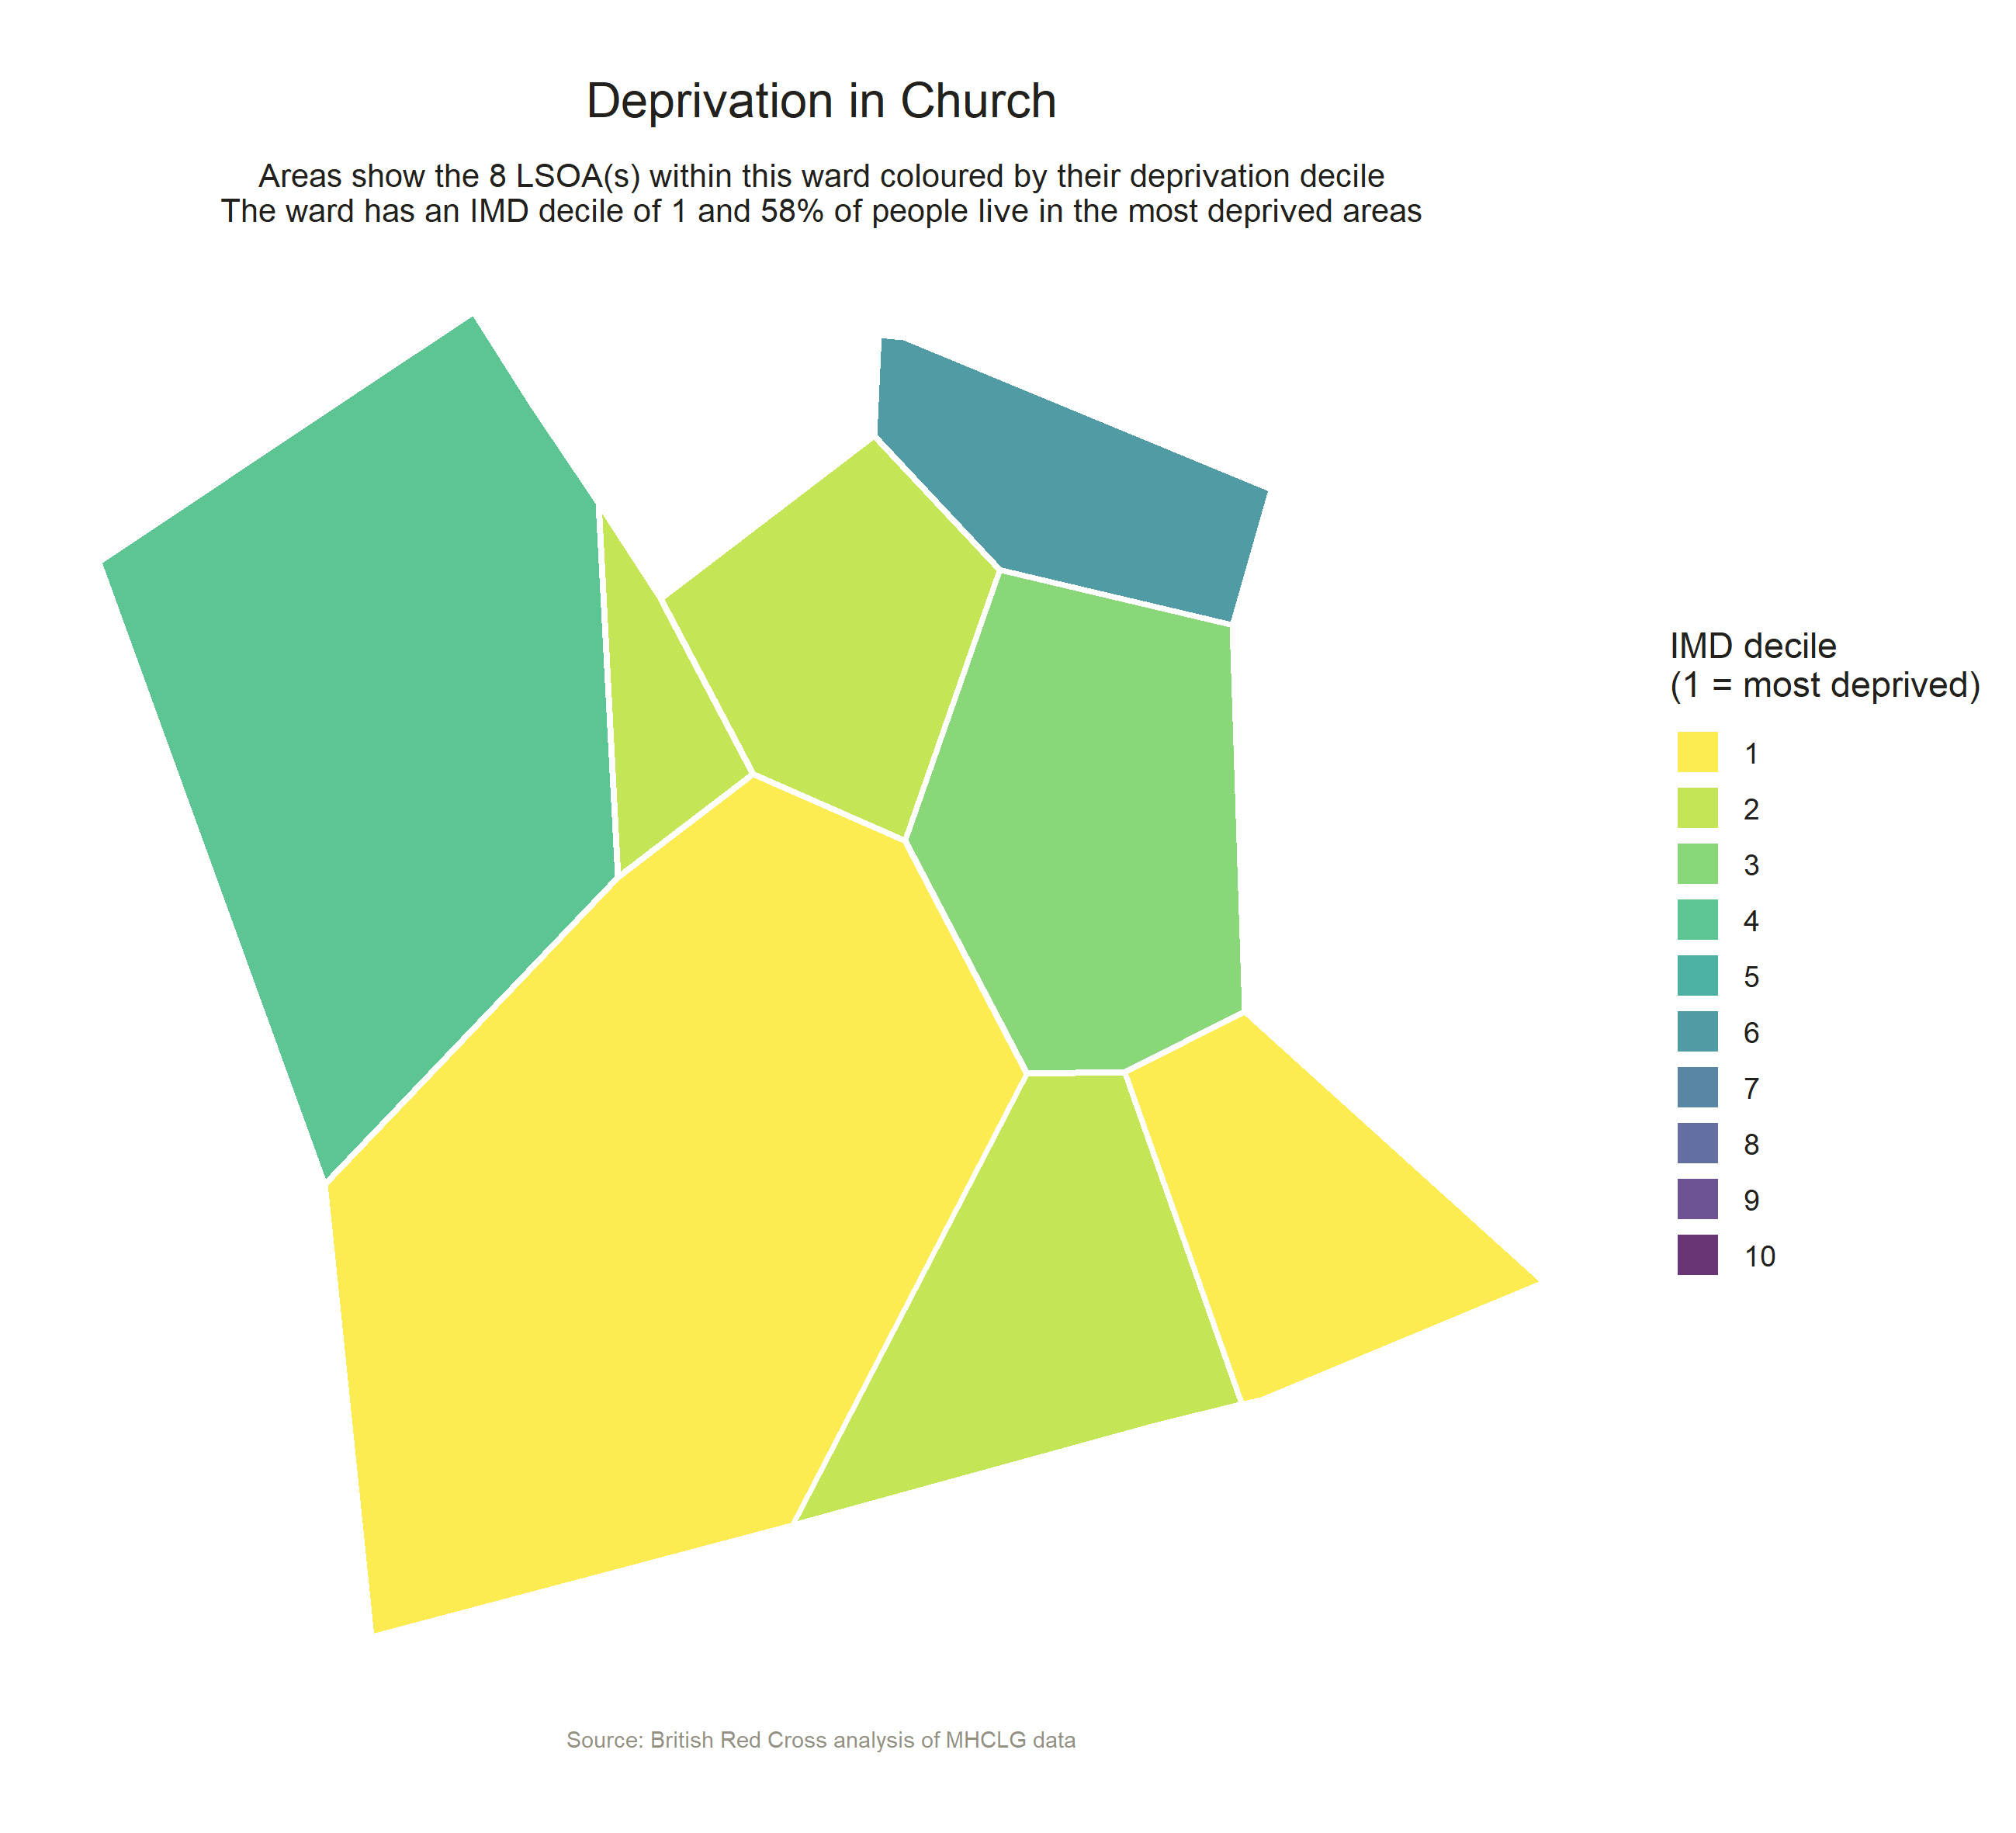 Deprivation in Church
Areas show the 8 LSOA(s) within this ward coloured by their deprivation decile
The ward has an IMD decile of 1 and 58% of people live in the most deprived areas
IMD decile
(1 = most deprived)
1
2
3
4
5
6
7
8
9
10
Source: British Red Cross analysis of MHCLG data